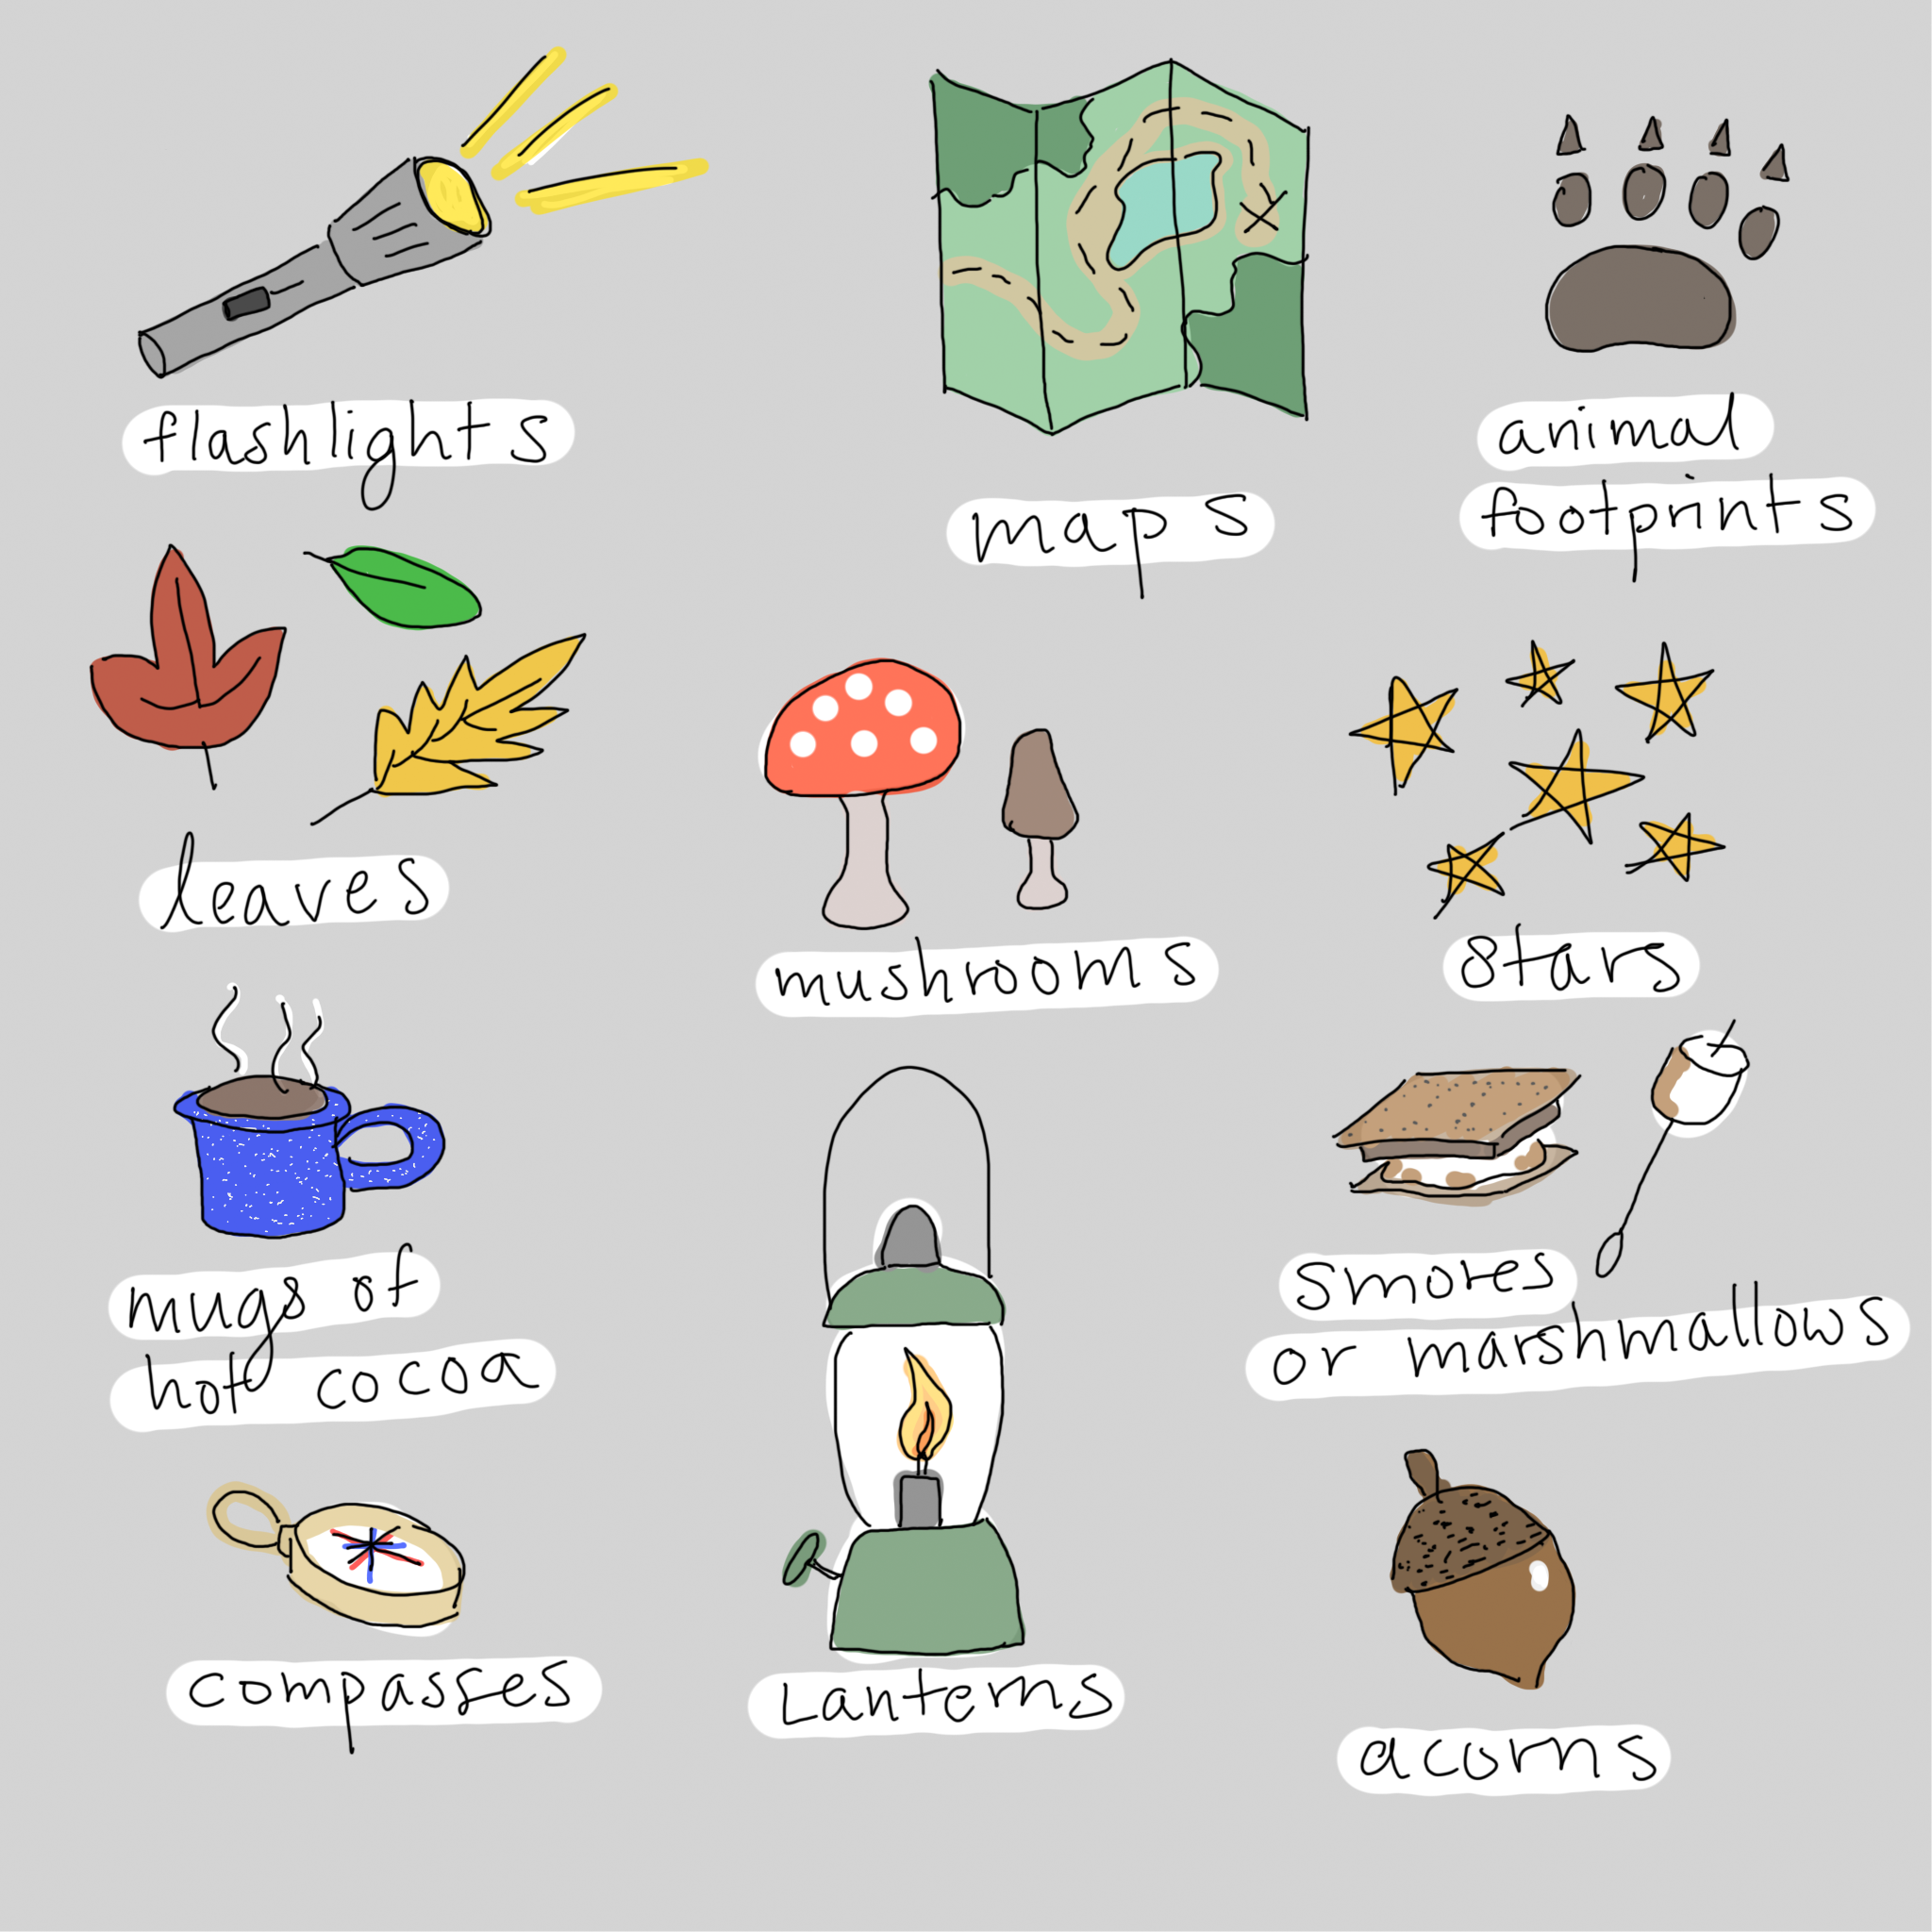 flashlights
maps
animal
footprints
leaves
mushrooms
stars
mugs of
hot cocoa
smores
or marshmallows
compasses
Lanterns
acorns